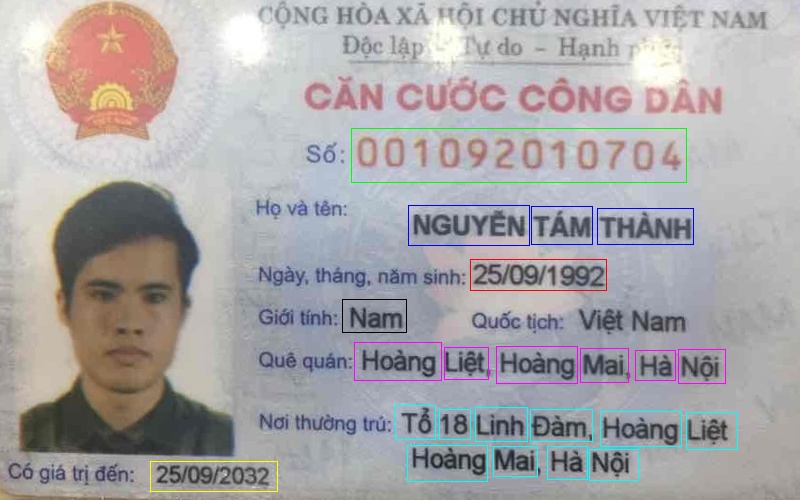 CỘNG HÒA XÃ HỘI CHỦ NGHĨA VIỆT NAM
Độc lập - Tự do - Hạnh phúc
CĂN CƯỚC CÔNG DÂN
Số: 001092010704
Họ và tên: NGUYỄN TÁM THÀNH
Ngày, tháng, năm sinh: 25/09/1992
Giới tính: Nam Quốc tịch: Việt Nam
Quê quán: Hoàng Liệt, Hoàng Mai, Hà Nội
Nơi thường trú: Tổ 18 Linh Đàm, Hoàng Liệt
Hoàng Mai, Hà Nội
Có giá trị đến: 25/09/2032